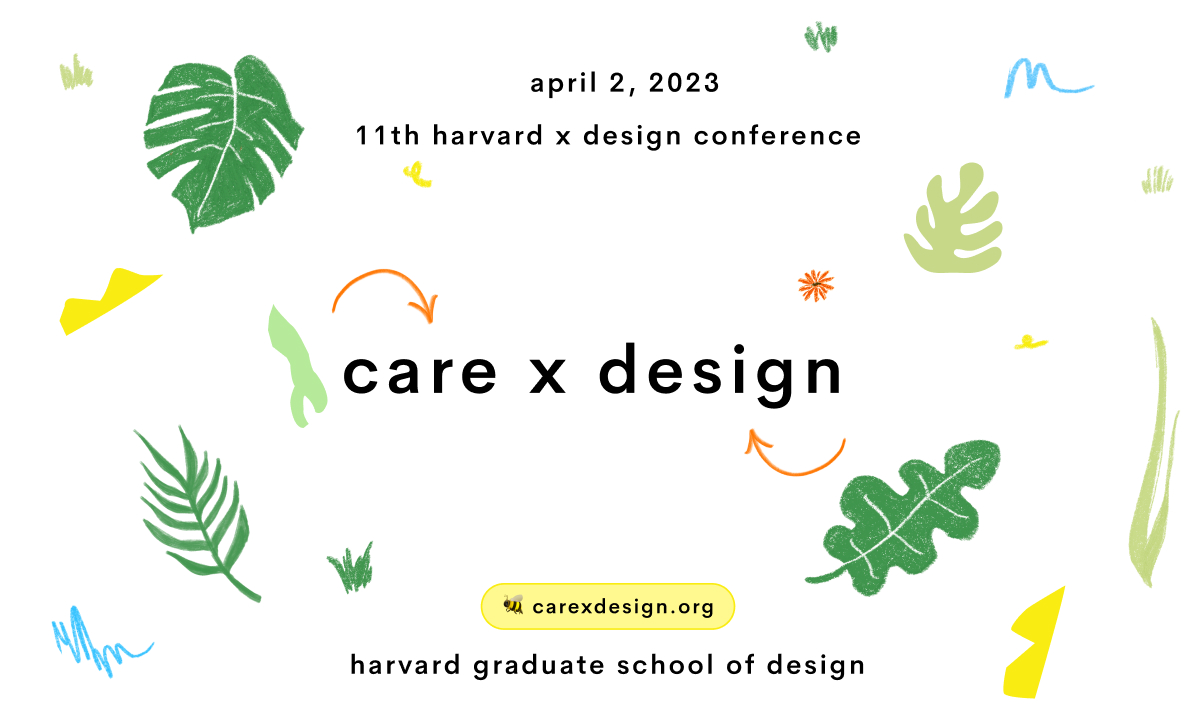 april 2, 2023
11th harvard x design conference
care x design
🐝 carexdesign.org
harvard graduate school of design